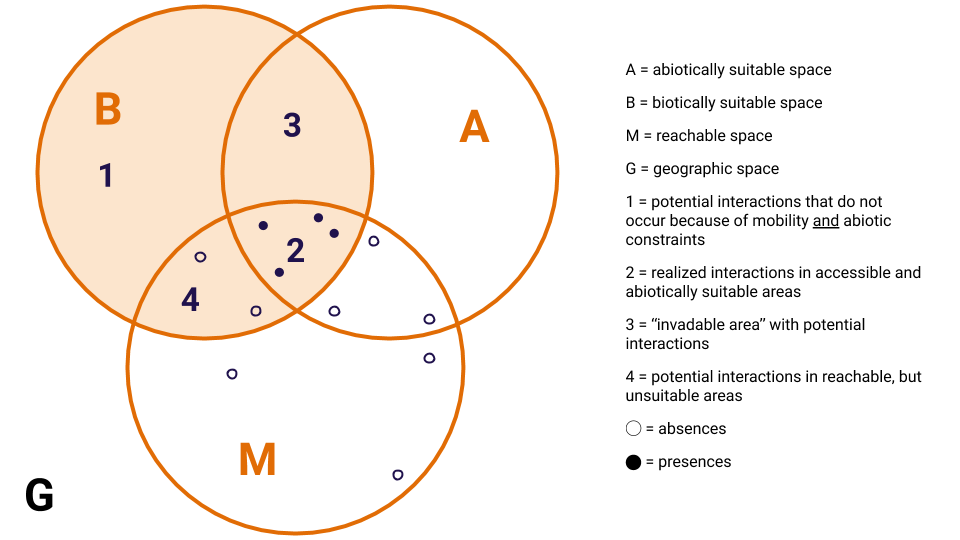 B
A
3
1
2
4
M
G
A = abiotically suitable space
B = biotically suitable space
M = reachable space
G = geographic space
1 = potential interactions that do not
occur because of mobility and abiotic
constraints
2 = realized interactions in accessible and
abiotically suitable areas
3 = “invadable area” with potential
interactions
4 = potential interactions in reachable, but
unsuitable areas
= absences
= presences